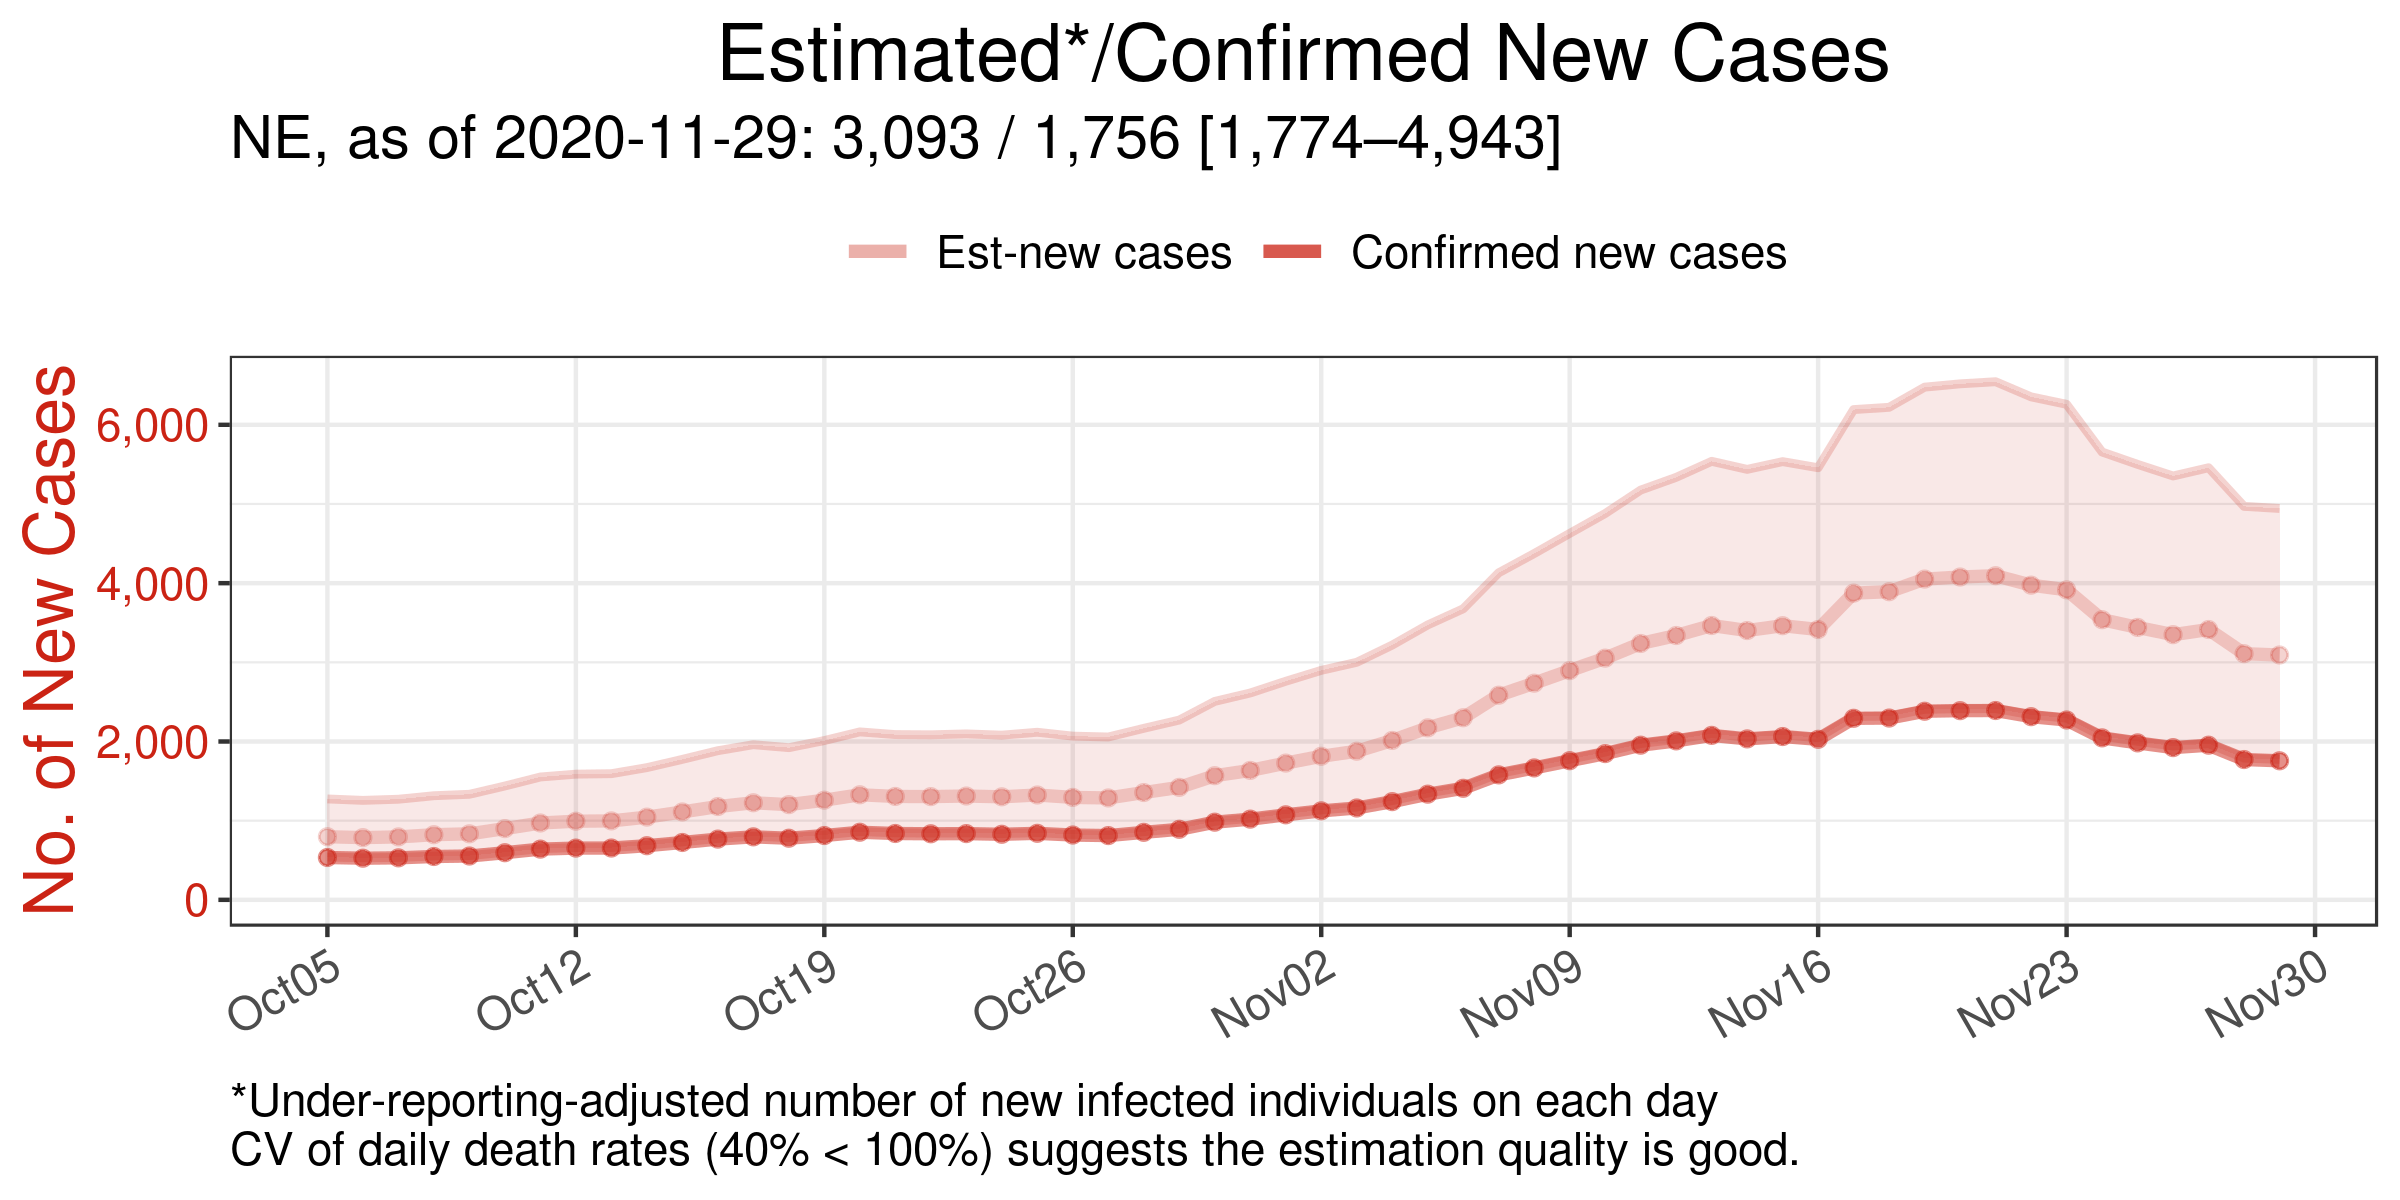 Estimated*/Confirmed New Cases
NE, as of 2020-11-29: 3,093 / 1,756 [1,774–4,943]
Est-new cases
Confirmed new cases
No. of New Cases
6,000
4,000
2,000
0
Oct05
Oct12
Oct19
Oct26
Nov02
Nov09
Nov16
Nov23
Nov30
*Under-reporting-adjusted number of new infected individuals on each day
CV of daily death rates (40% < 100%) suggests the estimation quality is good.